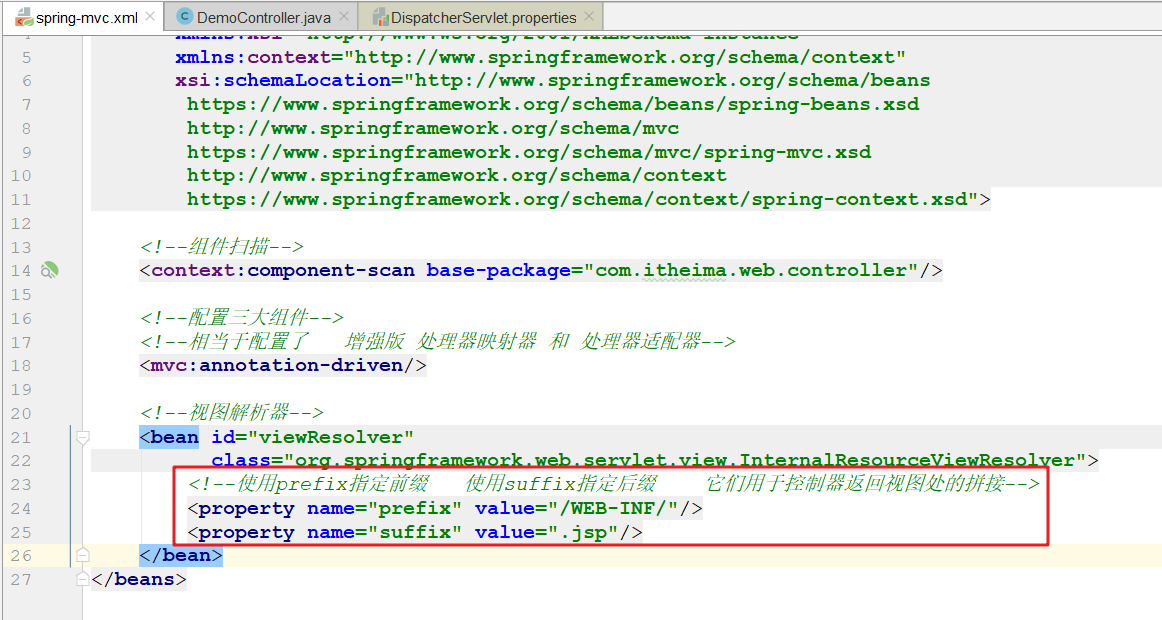 spring-mvc.xml DemoController.java DispatcherServlet.properties
5 xmlns:context="http://www.springframework.org/schema/context"
6 xsi:schemaLocation="http://www.springframework.org/schema/beans
7 https://www.springframework.org/schema/beans/spring-beans.xsd
8 http://www.springframework.org/schema/mvc
9 https://www.springframework.org/schema/mvc/spring-mvc.xsd
10 http://www.springframework.org/schema/context
11 https://www.springframework.org/schema/context/spring-context.xsd">
12
13 <!--组件扫描-->
14 <context:component-scan base-package="com.itheima.web.controller"/>
15
16 <!--配置三大组件-->
17 <!--相当于配置了 增强版 处理器映射器 和 处理器适配器-->
18 <mvc:annotation-driven/>
19
20 <!--视图解析器-->
21 <bean id="viewResolver"
22 class="org.springframework.web.servlet.view.InternalResourceViewResolver">
23 <!--使用prefix指定前缀 使用suffix指定后缀 它们用于控制器返回视图处的拼接-->
24 <property name="prefix" value="/WEB-INF/"/>
25 <property name="suffix" value=".jsp"/>
26 </bean>
27 </beans>